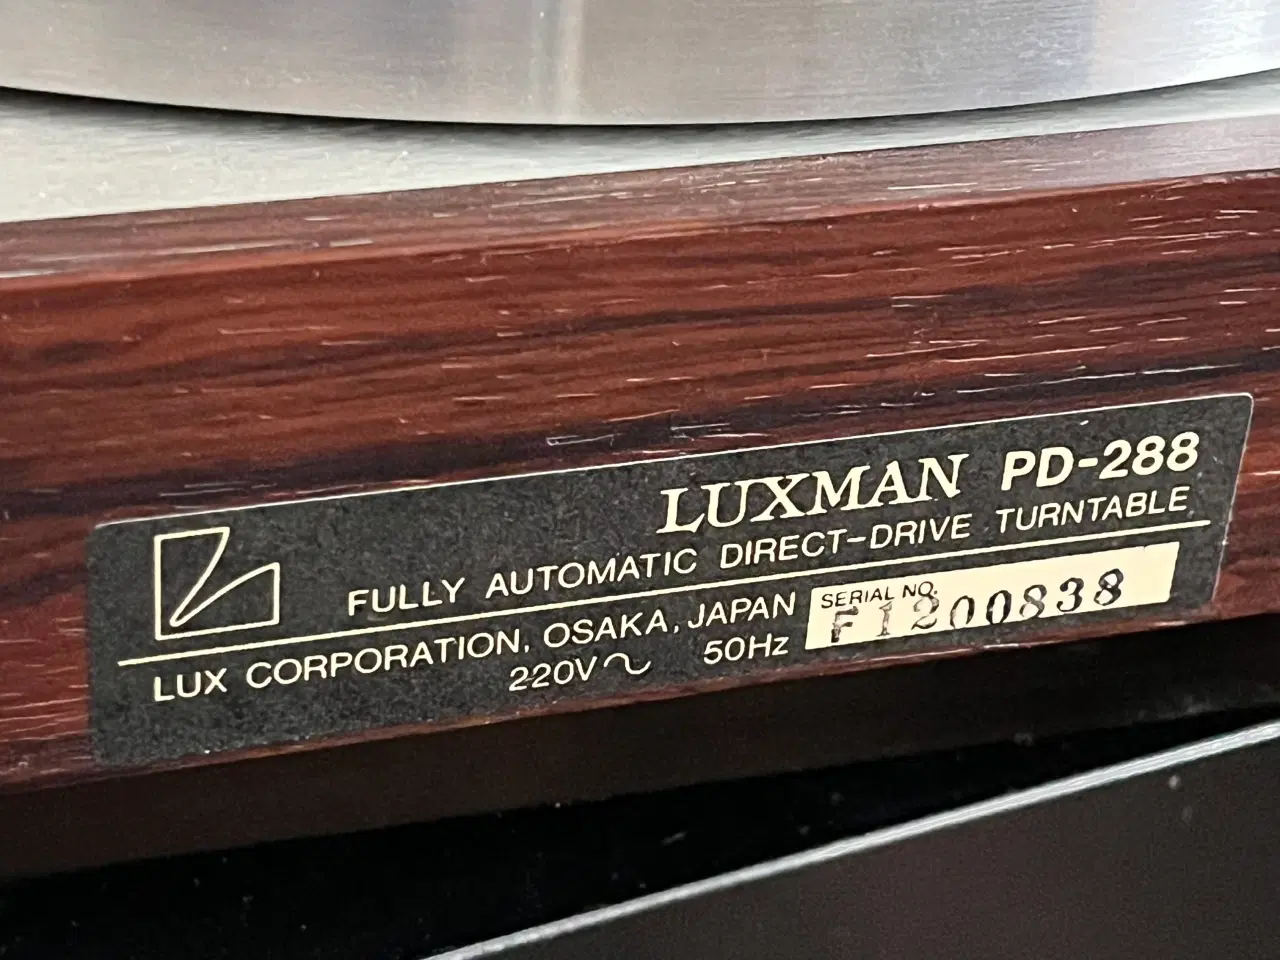 LUXMAN PD-288
FULLY AUTOMATIC DIRECT-DRIVE TURNTABLE
LUX CORPORATION, OSAKA, JAPAN
220V~ 50Hz
SERIAL NO.
F1200838